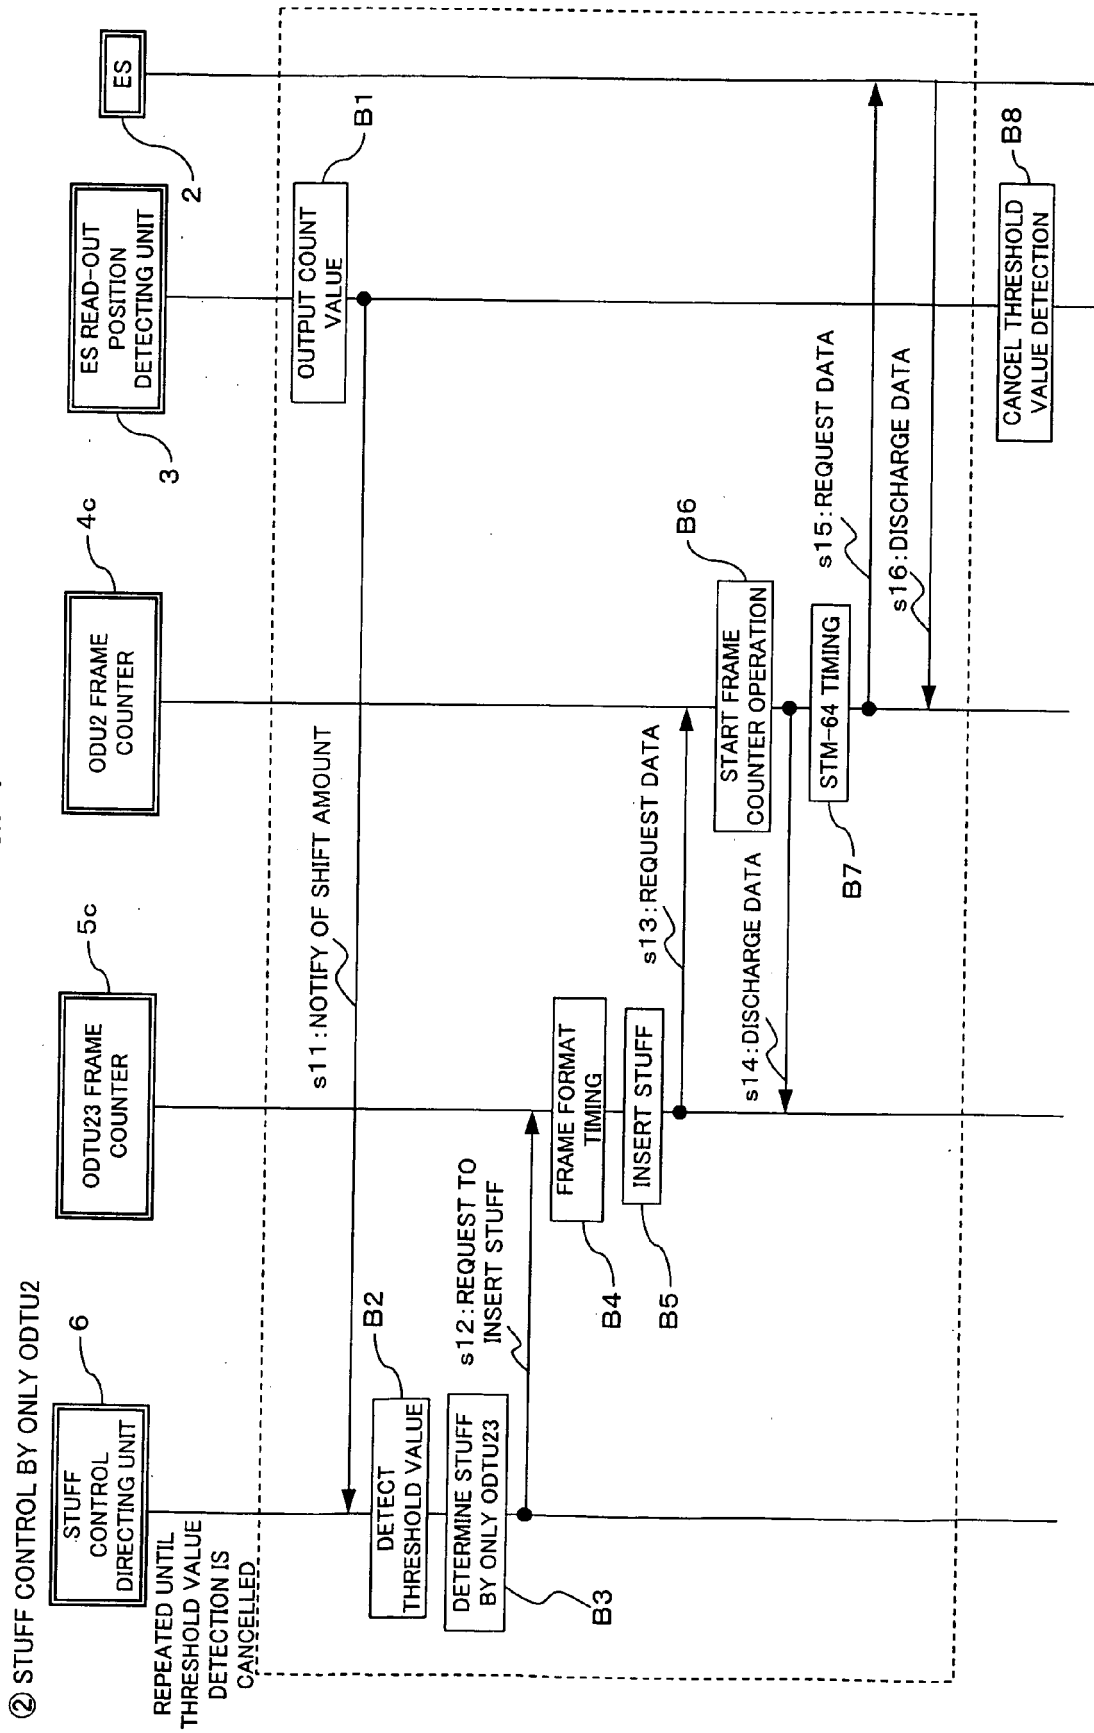 ② STUFF CONTROL BY ONLY ODTU2
6
STUFF
CONTROL
DIRECTING UNIT
5c
ODTU23 FRAME
COUNTER
4c
ODU2 FRAME
COUNTER
3
ES READ-OUT
POSITION
DETECTING UNIT
2
ES
REPEATED UNTIL
THRESHOLD VALUE
DETECTION IS
CANCELLED
OUTPUT COUNT
VALUE
B1
s11:NOTIFY OF SHIFT AMOUNT
DETECT
THRESHOLD VALUE
B2
DETERMINE STUFF
BY ONLY ODTU23
B3
s12:REQUEST TO
INSERT STUFF
FRAME FORMAT
TIMING
B4
INSERT STUFF
B5
s13:REQUEST DATA
START FRAME
COUNTER OPERATION
B6
s14:DISCHARGE DATA
STM-64 TIMING
B7
s15:REQUEST DATA
s16:DISCHARGE DATA
CANCEL THRESHOLD
VALUE DETECTION
B8